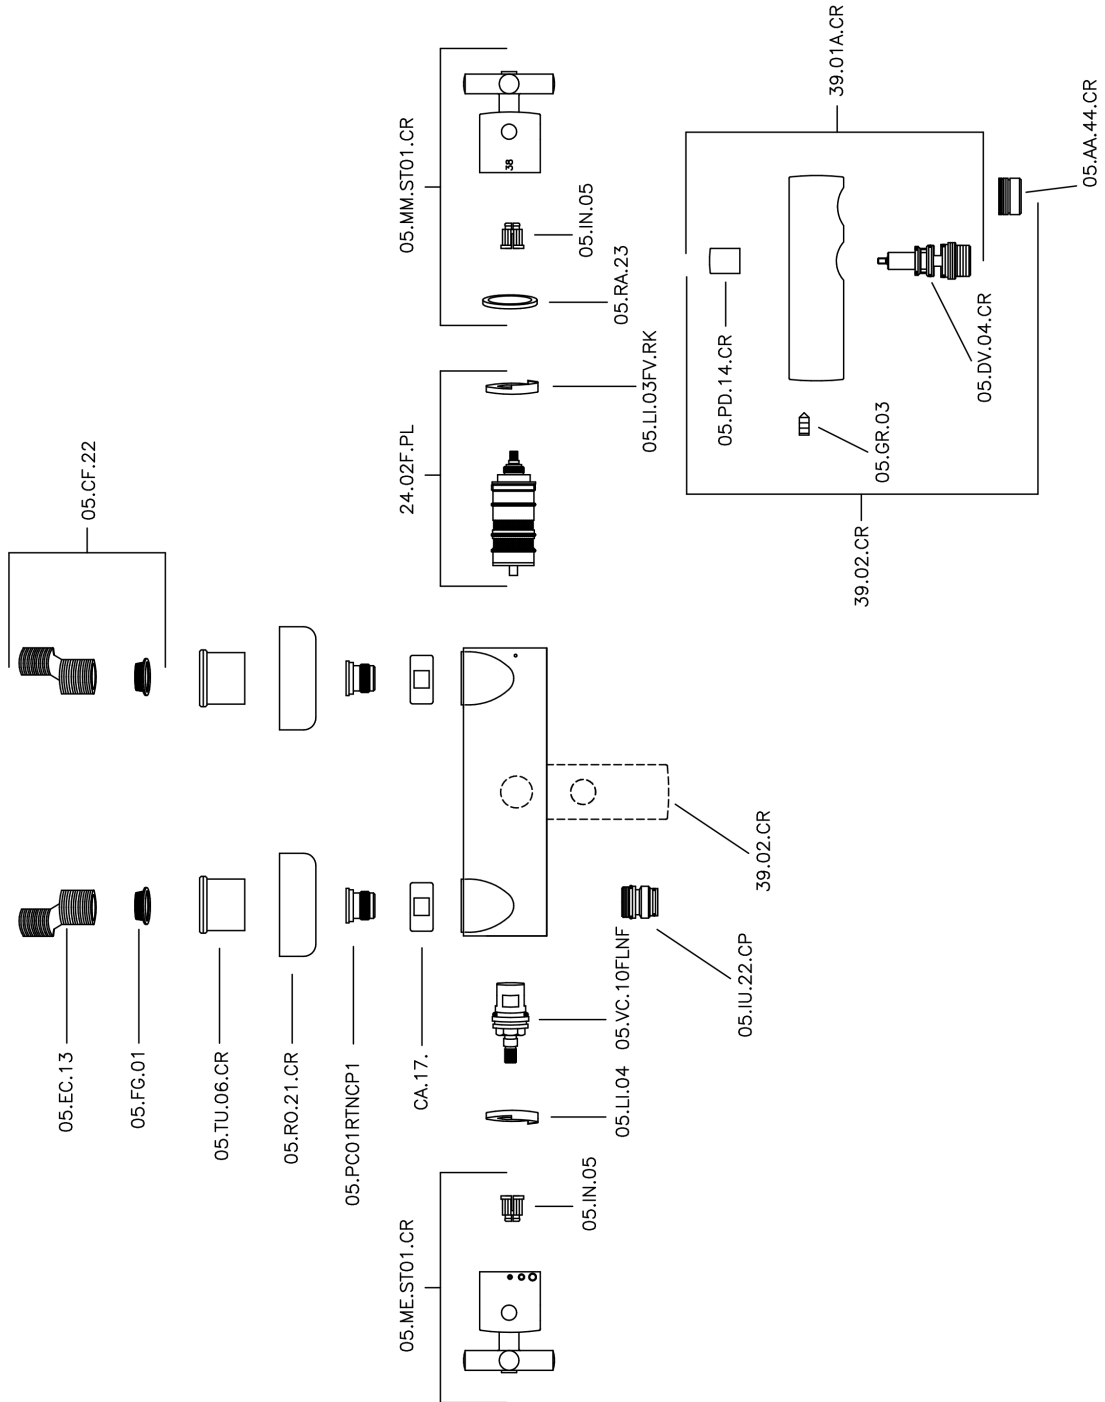 05.EC.13
05.FG.01
05.TU.06.CR
05.RO.21.CR
05.PC01RTNCP1
CA.17.
05.CF.22
05.ME.ST01.CR
05.IN.05
05.LI.04
05.VC.10FLNF
05.IU.22.CP
39.02.CR
24.02F.PL
05.LI.03FV.RK
05.MM.ST01.CR
38
05.IN.05
05.RA.23
39.02.CR
05.GR.03
05.PD.14.CR
05.DV.04.CR
39.01A.CR
05.AA.44.CR